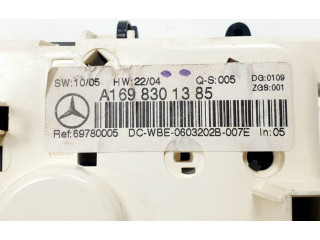 SW:10/05 HW:22/04 Q-S:005 DG:0109
ZGS:001
A169 830 13 85
Ref:69780005 DC-WBE-0603202B-007E In:05